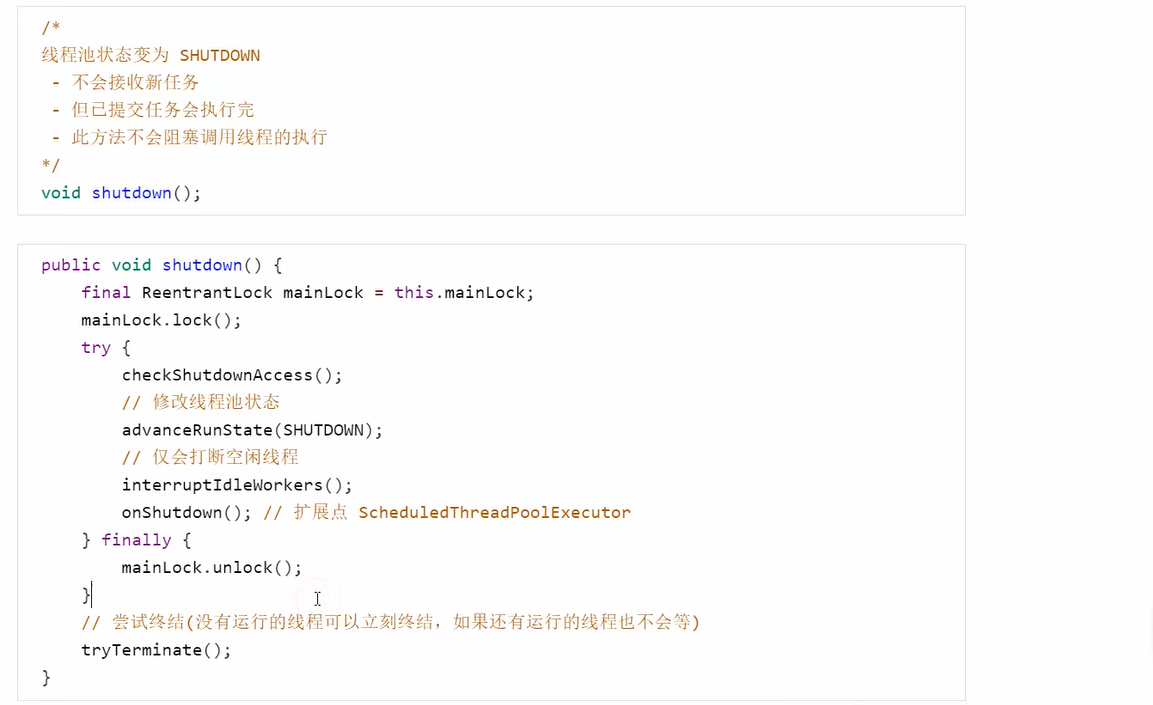 /*
线程池状态变为 SHUTDOWN
 - 不会接收新任务
 - 但已提交任务会执行完
 - 此方法不会阻塞调用线程的执行
*/
void shutdown();
public void shutdown() {
    final ReentrantLock mainLock = this.mainLock;
    mainLock.lock();
    try {
        checkShutdownAccess();
        // 修改线程池状态
        advanceRunState(SHUTDOWN);
        // 仅会打断空闲线程
        interruptIdleWorkers();
        onShutdown(); // 扩展点 ScheduledThreadPoolExecutor
    } finally {
        mainLock.unlock();
    }
    // 尝试终结(没有运行的线程可以立刻终结，如果还有运行的线程也不会等)
    tryTerminate();
}